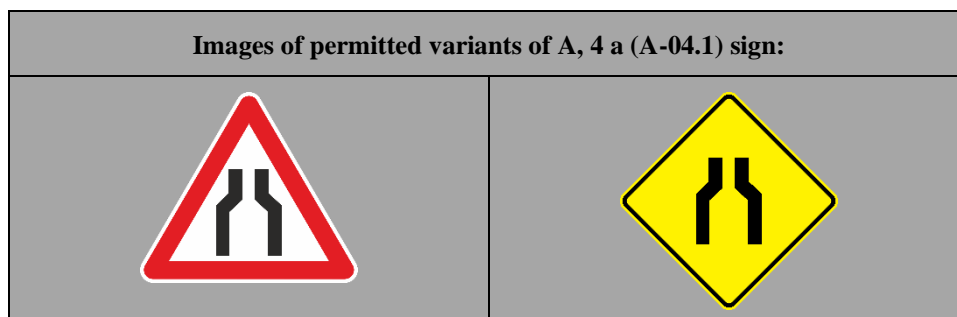 Images of permitted variants of A, 4 a (A-04.1) sign: